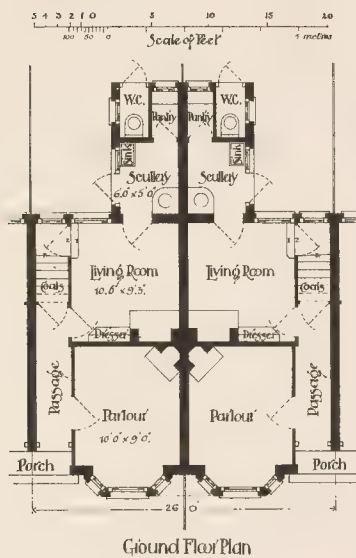 5 4 3 2 1 0 5 10 15 20
100 50 0 5 metres
Scale of Feet
W.C. W.C.
Pantry Pantry
Sink Sink
Scullery Scullery
6'.0" x 5'.0"
Living Room Living Room
10'.6" x 9'.3"
Coals Coals
Dresser Dresser
Passage Passage
Parlour Parlour
10'.0" x 9'.0"
Porch Porch
26 0
Ground Floor Plan